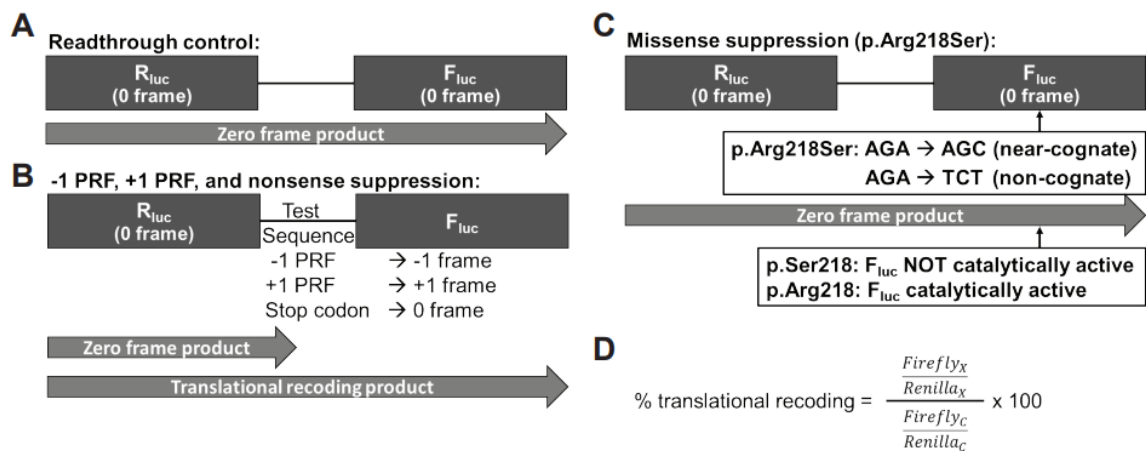 A
Readthrough control:
Rluc
(0 frame)
Fluc
(0 frame)
Zero frame product
B
-1 PRF, +1 PRF, and nonsense suppression:
Rluc
(0 frame)
Test
Sequence
Fluc
-1 PRF → -1 frame
+1 PRF → +1 frame
Stop codon → 0 frame
Zero frame product
Translational recoding product
C
Missense suppression (p.Arg218Ser):
Rluc
(0 frame)
Fluc
(0 frame)
p.Arg218Ser: AGA → AGC (near-cognate)
AGA → TCT (non-cognate)
Zero frame product
p.Ser218: Fluc NOT catalytically active
p.Arg218: Fluc catalytically active
D
FireflyX
RenillaX
% translational recoding = x 100
FireflyC
RenillaC